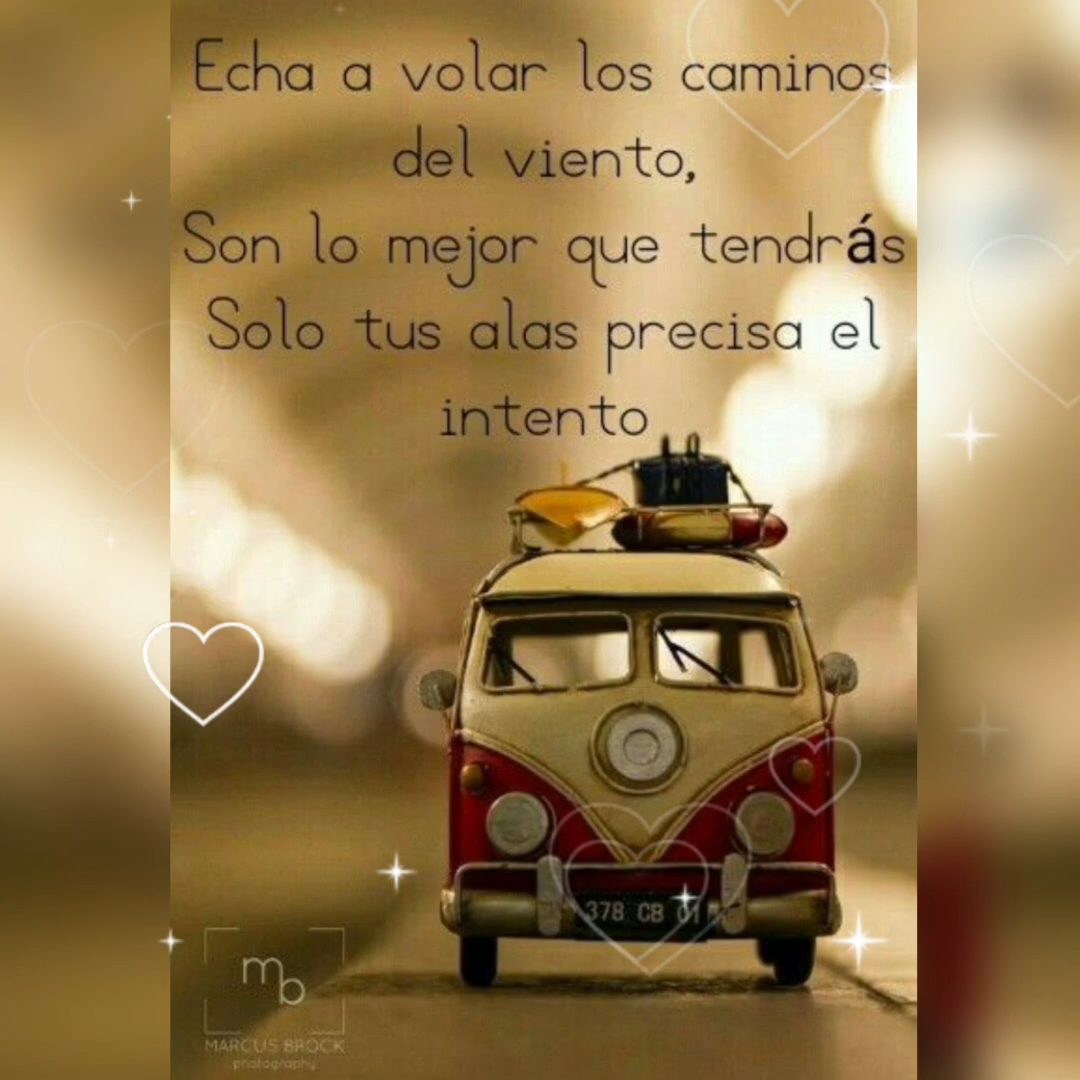 Echa a volar los caminos
del viento,
Son lo mejor que tendrás
Solo tus alas precisa el
intento
378 CB 01
mb
MARCUS BROCK
photography